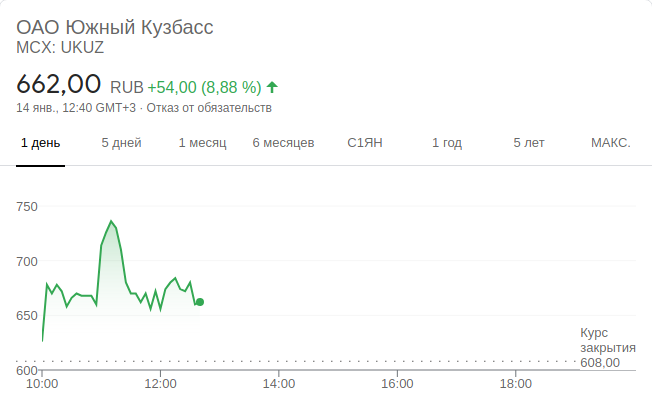 ОАО Южный Кузбасс
MCX: UKUZ
662,00 RUB +54,00 (8,88 %)
14 янв., 12:40 GMT+3 · Отказ от обязательств
1 день 5 дней 1 месяц 6 месяцев С1ЯН 1 год 5 лет МАКС.
750
700
650
Курс
закрытия
608,00
600
10:00 12:00 14:00 16:00 18:00